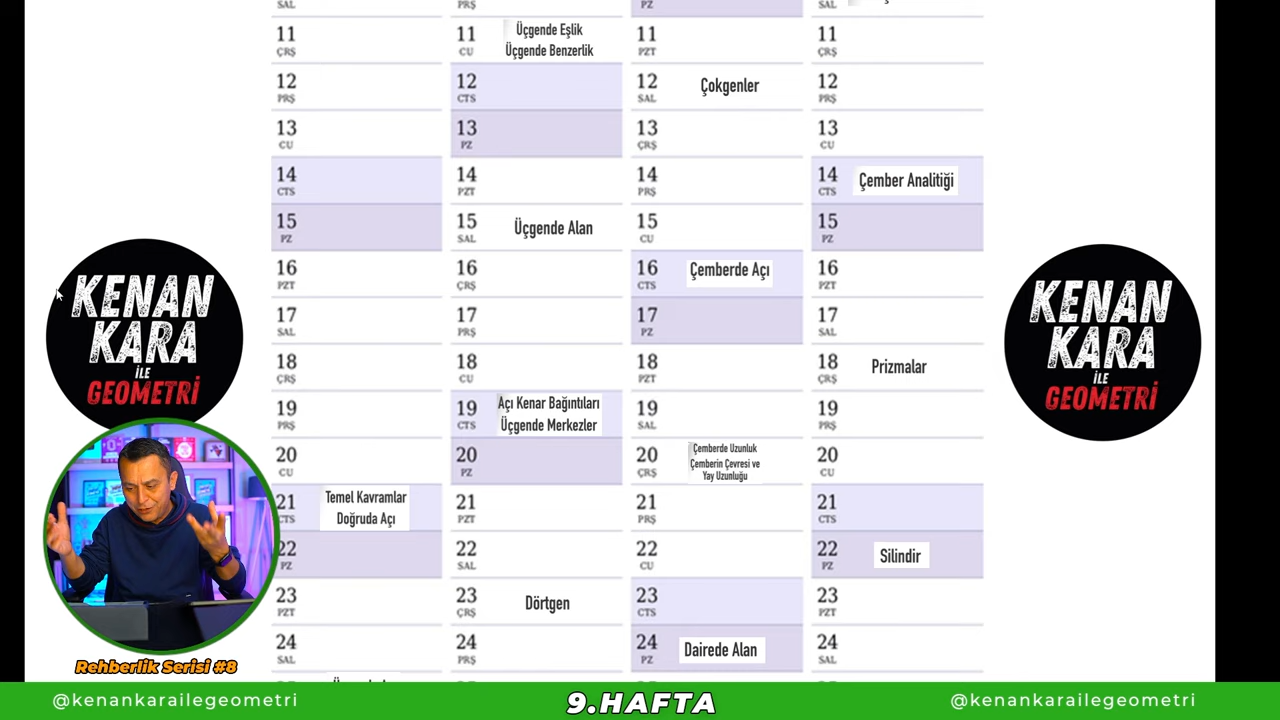 SAL
11
ÇRŞ
12
PRŞ
13
CU
14
CTS
15
PZ
16
PZT
17
SAL
18
ÇRŞ
19
PRŞ
20
CU
21
CTS
Temel Kavramlar
Doğruda Açı
22
PZ
23
PZT
24
SAL
PRŞ
11
CU
Üçgende Eşlik
Üçgende Benzerlik
12
CTS
13
PZ
14
PZT
15
SAL
Üçgende Alan
16
ÇRŞ
17
PRŞ
18
CU
19
CTS
Açı Kenar Bağıntıları
Üçgende Merkezler
20
PZ
21
PZT
22
SAL
23
ÇRŞ
Dörtgen
24
PRŞ
PZ
11
PZT
12
SAL
Çokgenler
13
ÇRŞ
14
PRŞ
15
CU
16
CTS
Çemberde Açı
17
PZ
18
PZT
19
SAL
20
ÇRŞ
Çemberde Uzunluk
Çemberin Çevresi ve
Yay Uzunluğu
21
PRŞ
22
CU
23
CTS
24
PZ
Dairede Alan
SAL
11
ÇRŞ
12
PRŞ
13
CU
14
CTS
Çember Analitiği
15
PZ
16
PZT
17
SAL
18
ÇRŞ
Prizmalar
19
PRŞ
20
CU
21
CTS
22
PZ
Silindir
23
PZT
24
SAL
KENAN
KARA
İLE
GEOMETRİ
KENAN
KARA
İLE
GEOMETRİ
Rehberlik Serisi #8
@kenankarailegeometri
9.HAFTA
@kenankarailegeometri